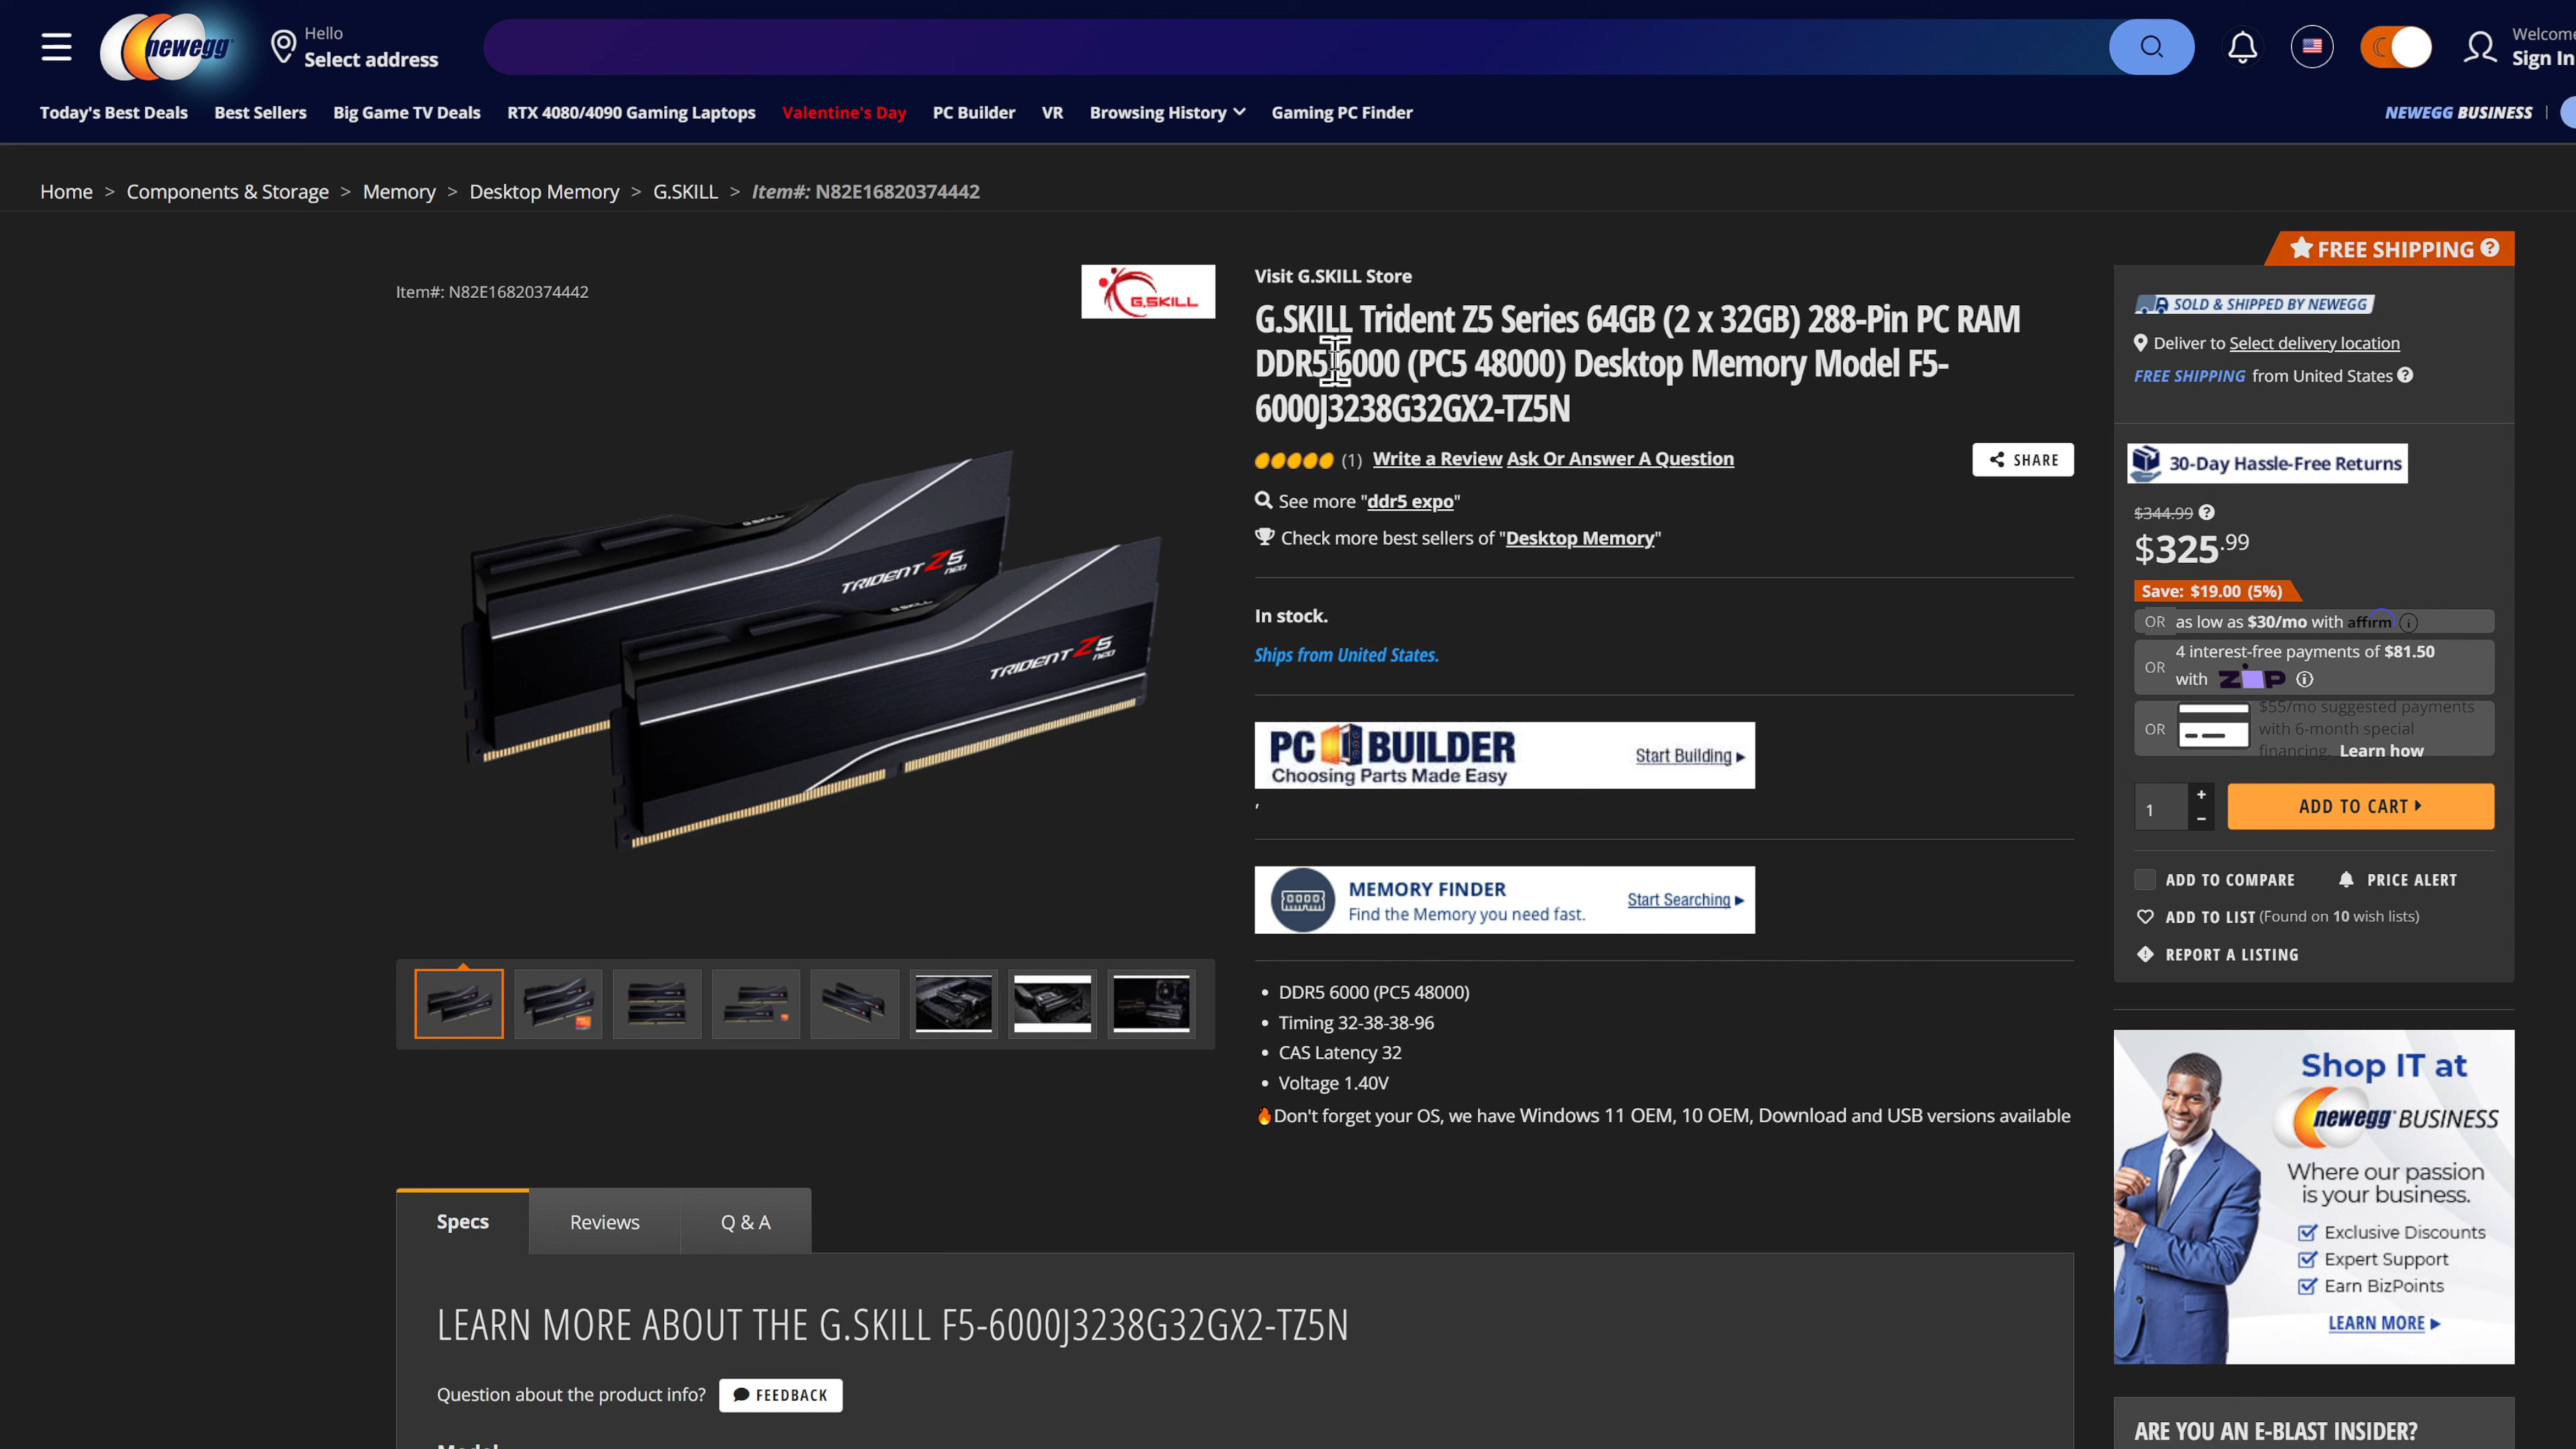 newegg
Hello
Select address
Welcome
Sign In
Today's Best Deals
Best Sellers
Big Game TV Deals
RTX 4080/4090 Gaming Laptops
Valentine's Day
PC Builder
VR
Browsing History
Gaming PC Finder
NEWEGG BUSINESS
Home > Components & Storage > Memory > Desktop Memory > G.SKILL > Item#: N82E16820374442
Item#: N82E16820374442
G.SKILL
TRIDENT Z5 neo
TRIDENT Z5 neo
Visit G.SKILL Store
G.SKILL Trident Z5 Series 64GB (2 x 32GB) 288-Pin PC RAM
DDR5 6000 (PC5 48000) Desktop Memory Model F5-
6000J3238G32GX2-TZ5N
(1) Write a Review Ask Or Answer A Question
SHARE
See more "ddr5 expo"
Check more best sellers of "Desktop Memory"
In stock.
Ships from United States.
PC BUILDER
Choosing Parts Made Easy
Start Building ▸
,
MEMORY FINDER
Find the Memory you need fast.
Start Searching ▸
• DDR5 6000 (PC5 48000)
• Timing 32-38-38-96
• CAS Latency 32
• Voltage 1.40V
🔥Don't forget your OS, we have Windows 11 OEM, 10 OEM, Download and USB versions available
FREE SHIPPING
SOLD & SHIPPED BY NEWEGG
Deliver to Select delivery location
FREE SHIPPING from United States
30-Day Hassle-Free Returns
$344.99
$325.99
Save: $19.00 (5%)
OR as low as $30/mo with affirm
OR 4 interest-free payments of $81.50
with ZIP
OR $55/mo suggested payments
with 6-month special
financing. Learn how
1 + −
ADD TO CART ▸
ADD TO COMPARE
PRICE ALERT
ADD TO LIST (Found on 10 wish lists)
REPORT A LISTING
Shop IT at
newegg BUSINESS
Where our passion
is your business.
Exclusive Discounts
Expert Support
Earn BizPoints
LEARN MORE ▸
ARE YOU AN E-BLAST INSIDER?
Specs
Reviews
Q & A
LEARN MORE ABOUT THE G.SKILL F5-6000J3238G32GX2-TZ5N
Question about the product info?
FEEDBACK
Model